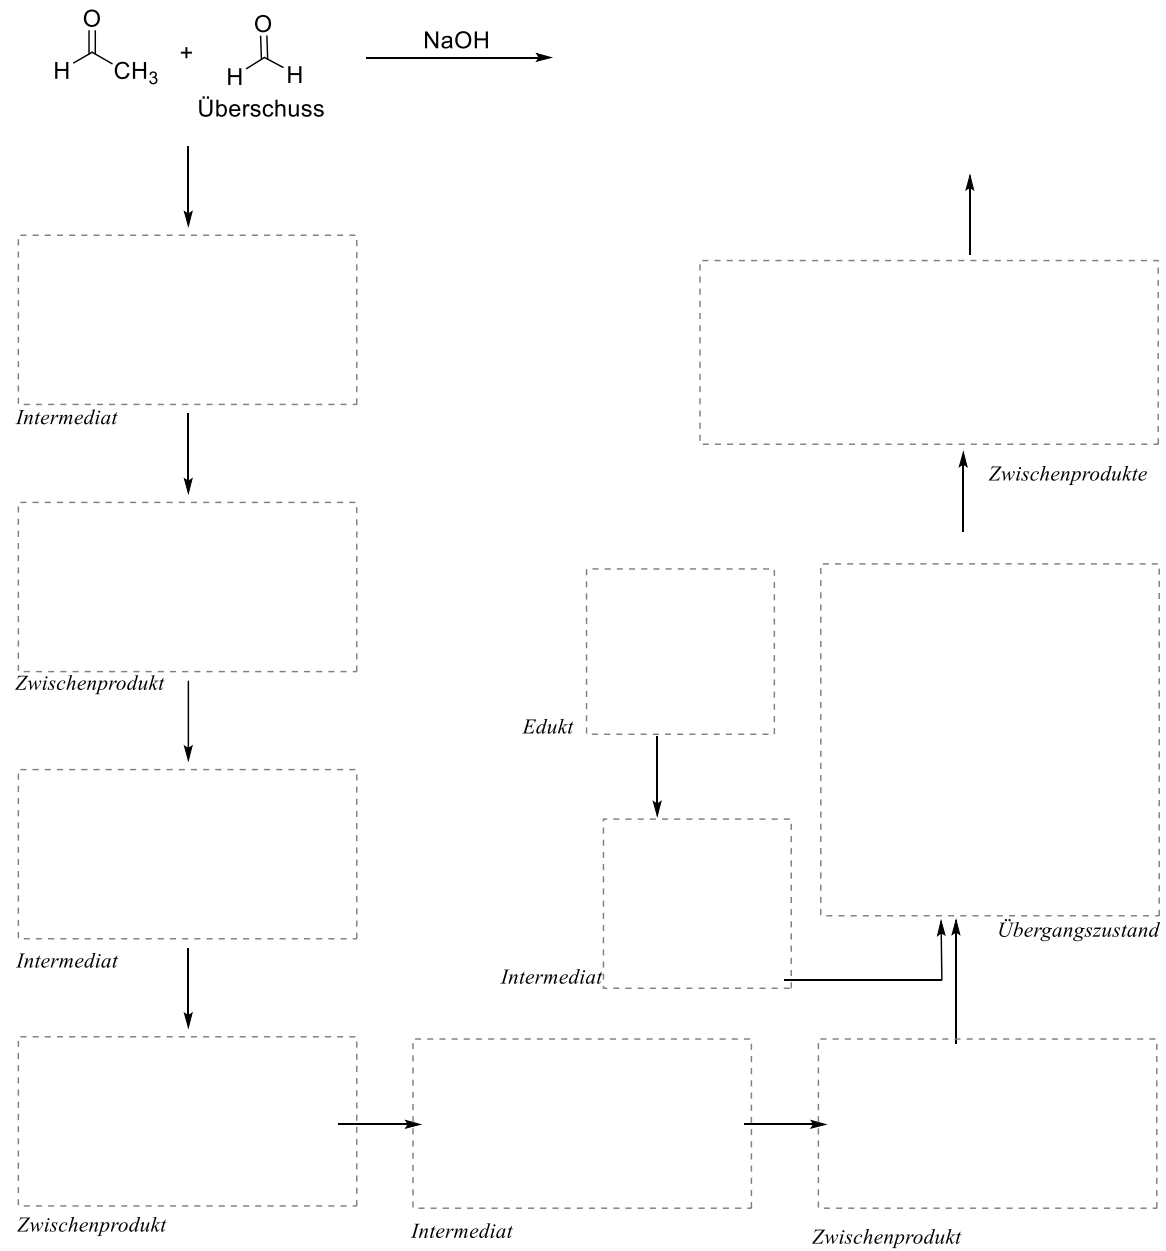 O
H
CH3
+
O
H
H
Überschuss
NaOH
Intermediat
Zwischenprodukte
Zwischenprodukt
Edukt
Intermediat
Übergangszustand
Intermediat
Zwischenprodukt
Intermediat
Zwischenprodukt